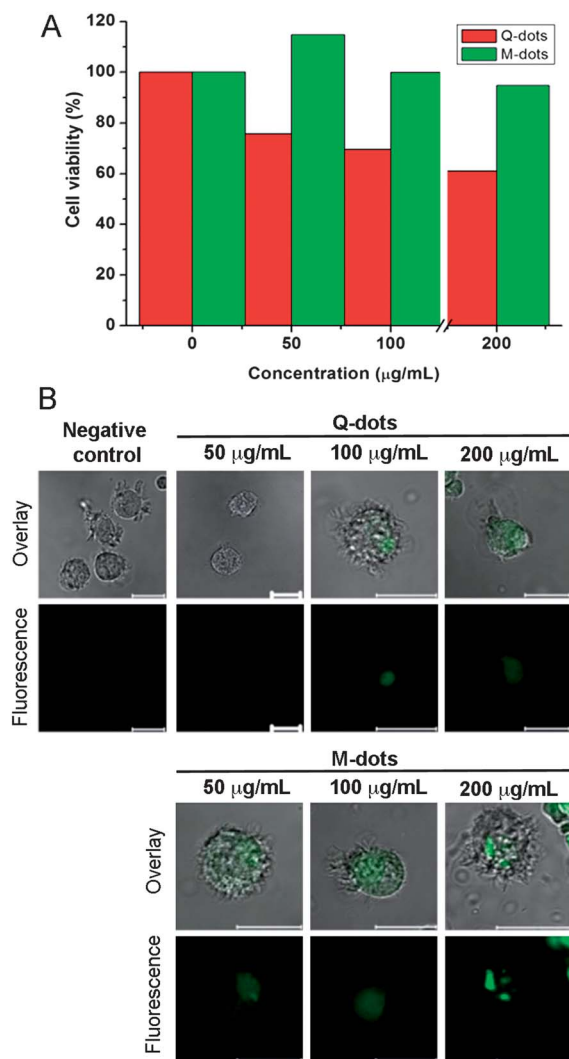 A
120
100
80
60
40
20
0
Cell viability (%)
Q-dots
M-dots
0 50 100 200
Concentration (μg/mL)
B
Negative
control
Q-dots
50 μg/mL 100 μg/mL 200 μg/mL
Overlay
Fluorescence
M-dots
50 μg/mL 100 μg/mL 200 μg/mL
Overlay
Fluorescence